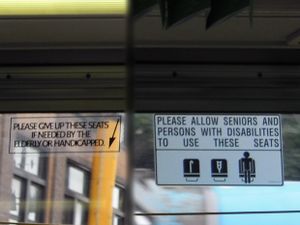 PLEASE GIVE UP THESE SEATS
IF NEEDED BY THE
ELDERLY OR HANDICAPPED.
PLEASE ALLOW SENIORS AND
PERSONS WITH DISABILITIES
TO USE THESE SEATS